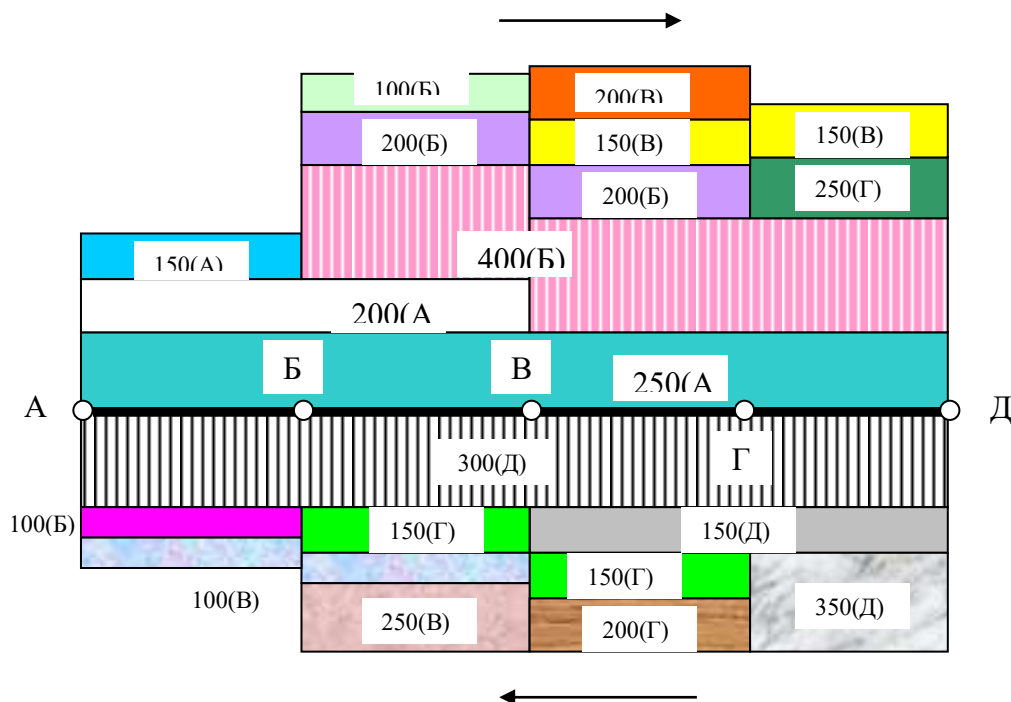 100(Б)
200(В)
200(Б)
150(В)
150(В)
200(Б)
250(Г)
150(А)
400(Б)
200(А
Б
В
250(А
А
Д
300(Д)
Г
100(Б)
150(Г)
150(Д)
150(Г)
100(В)
250(В)
200(Г)
350(Д)